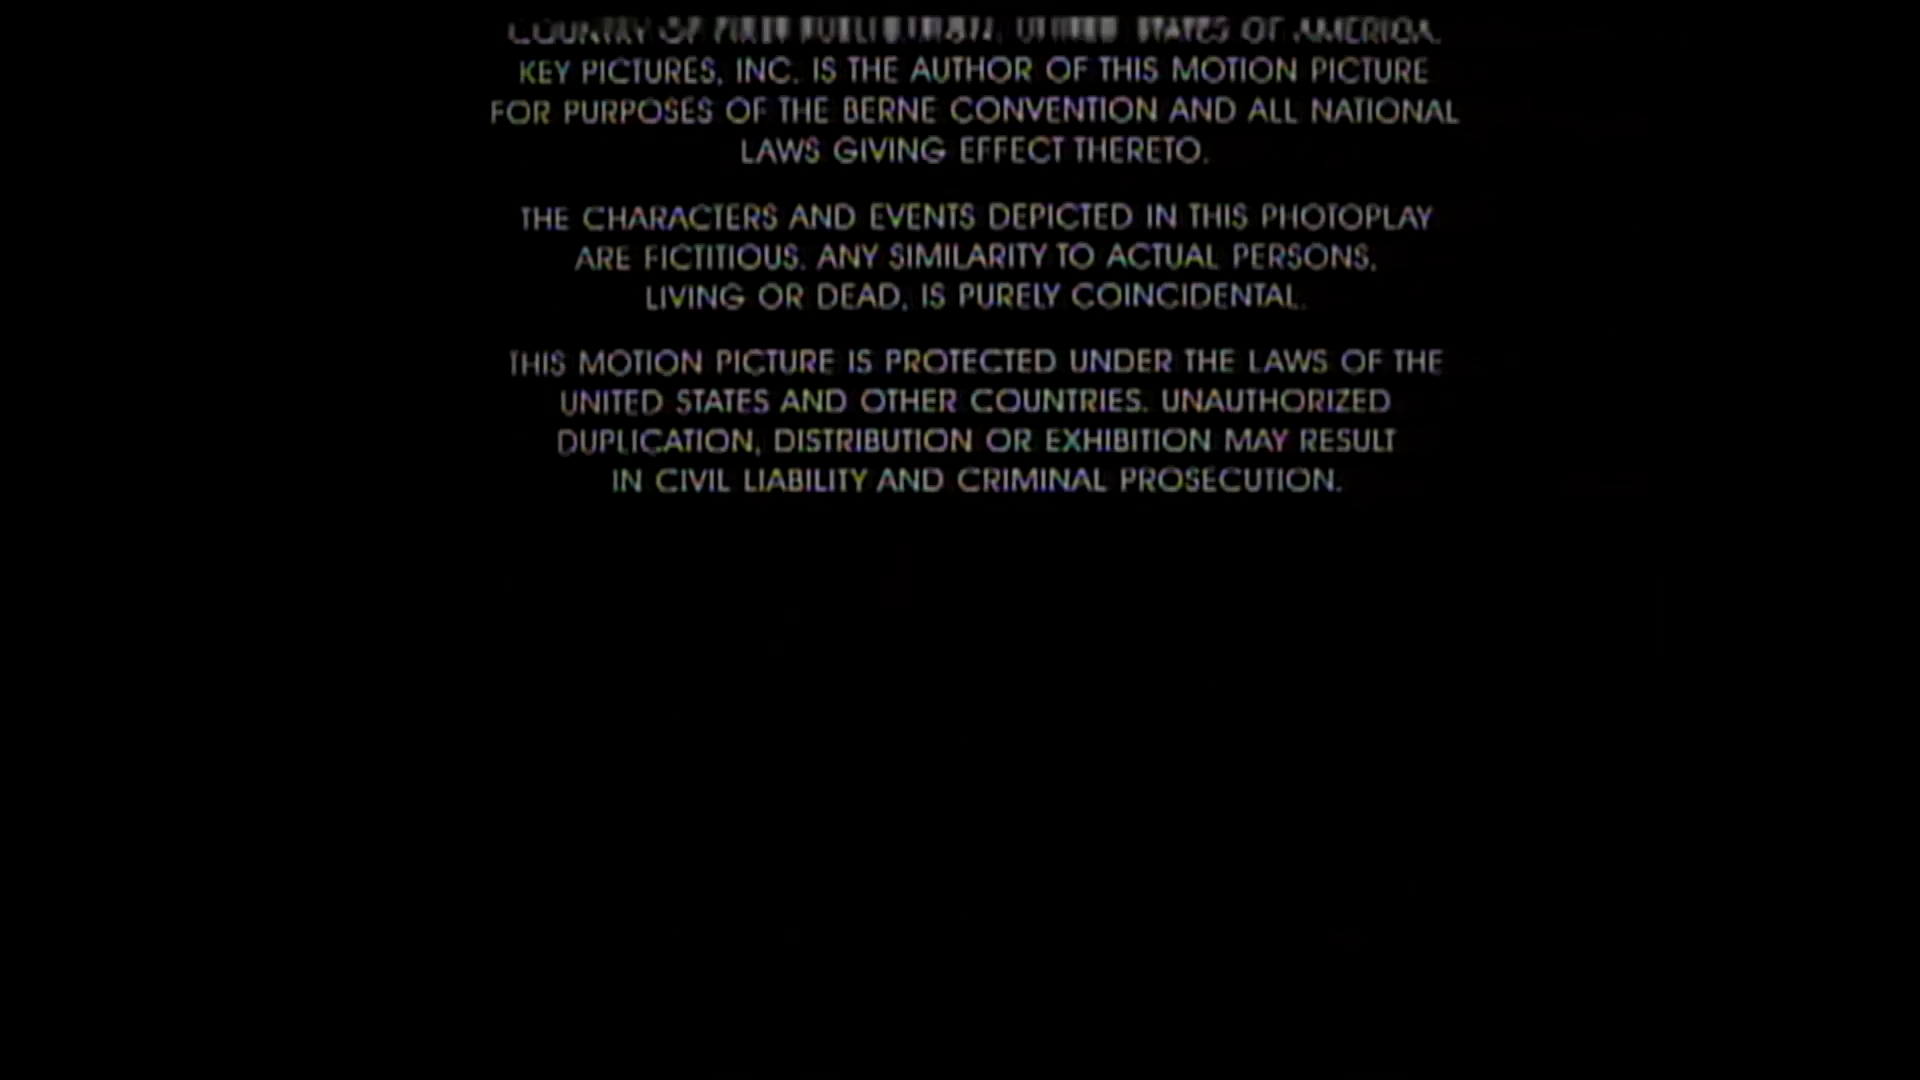 COUNTRY OF FIRST PUBLICATION, UNITED STATES OF AMERICA.
KEY PICTURES, INC. IS THE AUTHOR OF THIS MOTION PICTURE
FOR PURPOSES OF THE BERNE CONVENTION AND ALL NATIONAL
LAWS GIVING EFFECT THERETO.
THE CHARACTERS AND EVENTS DEPICTED IN THIS PHOTOPLAY
ARE FICTITIOUS. ANY SIMILARITY TO ACTUAL PERSONS,
LIVING OR DEAD, IS PURELY COINCIDENTAL.
THIS MOTION PICTURE IS PROTECTED UNDER THE LAWS OF THE
UNITED STATES AND OTHER COUNTRIES. UNAUTHORIZED
DUPLICATION, DISTRIBUTION OR EXHIBITION MAY RESULT
IN CIVIL LIABILITY AND CRIMINAL PROSECUTION.